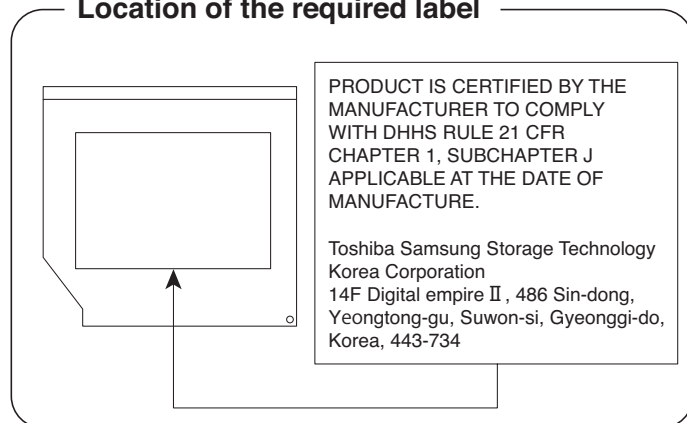 Location of the required label
PRODUCT IS CERTIFIED BY THE
MANUFACTURER TO COMPLY
WITH DHHS RULE 21 CFR
CHAPTER 1, SUBCHAPTER J
APPLICABLE AT THE DATE OF
MANUFACTURE.
Toshiba Samsung Storage Technology
Korea Corporation
14F Digital empire Ⅱ, 486 Sin-dong,
Yeongtong-gu, Suwon-si, Gyeonggi-do,
Korea, 443-734